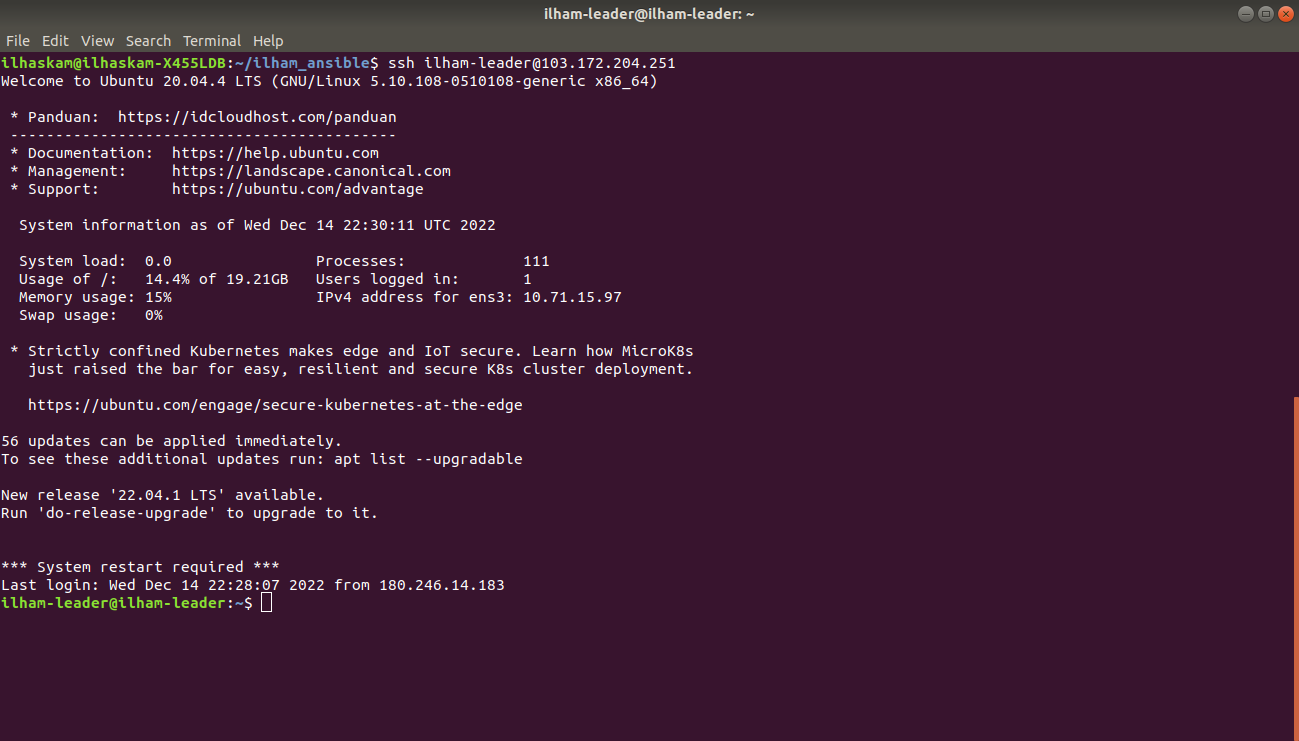 ilham-leader@ilham-leader: ~
File Edit View Search Terminal Help
ilhaskam@ilhaskam-X455LDB:~/ilham_ansible$ ssh ilham-leader@103.172.204.251
Welcome to Ubuntu 20.04.4 LTS (GNU/Linux 5.10.108-0510108-generic x86_64)
* Panduan:  https://idcloudhost.com/panduan
-------------------------------------------
* Documentation:  https://help.ubuntu.com
* Management:     https://landscape.canonical.com
* Support:        https://ubuntu.com/advantage
System information as of Wed Dec 14 22:30:11 UTC 2022
System load:  0.0                Processes:             111
Usage of /:   14.4% of 19.21GB   Users logged in:       1
Memory usage: 15%                IPv4 address for ens3: 10.71.15.97
Swap usage:   0%
* Strictly confined Kubernetes makes edge and IoT secure. Learn how MicroK8s
just raised the bar for easy, resilient and secure K8s cluster deployment.
https://ubuntu.com/engage/secure-kubernetes-at-the-edge
56 updates can be applied immediately.
To see these additional updates run: apt list --upgradable
New release '22.04.1 LTS' available.
Run 'do-release-upgrade' to upgrade to it.
*** System restart required ***
Last login: Wed Dec 14 22:28:07 2022 from 180.246.14.183
ilham-leader@ilham-leader:~$